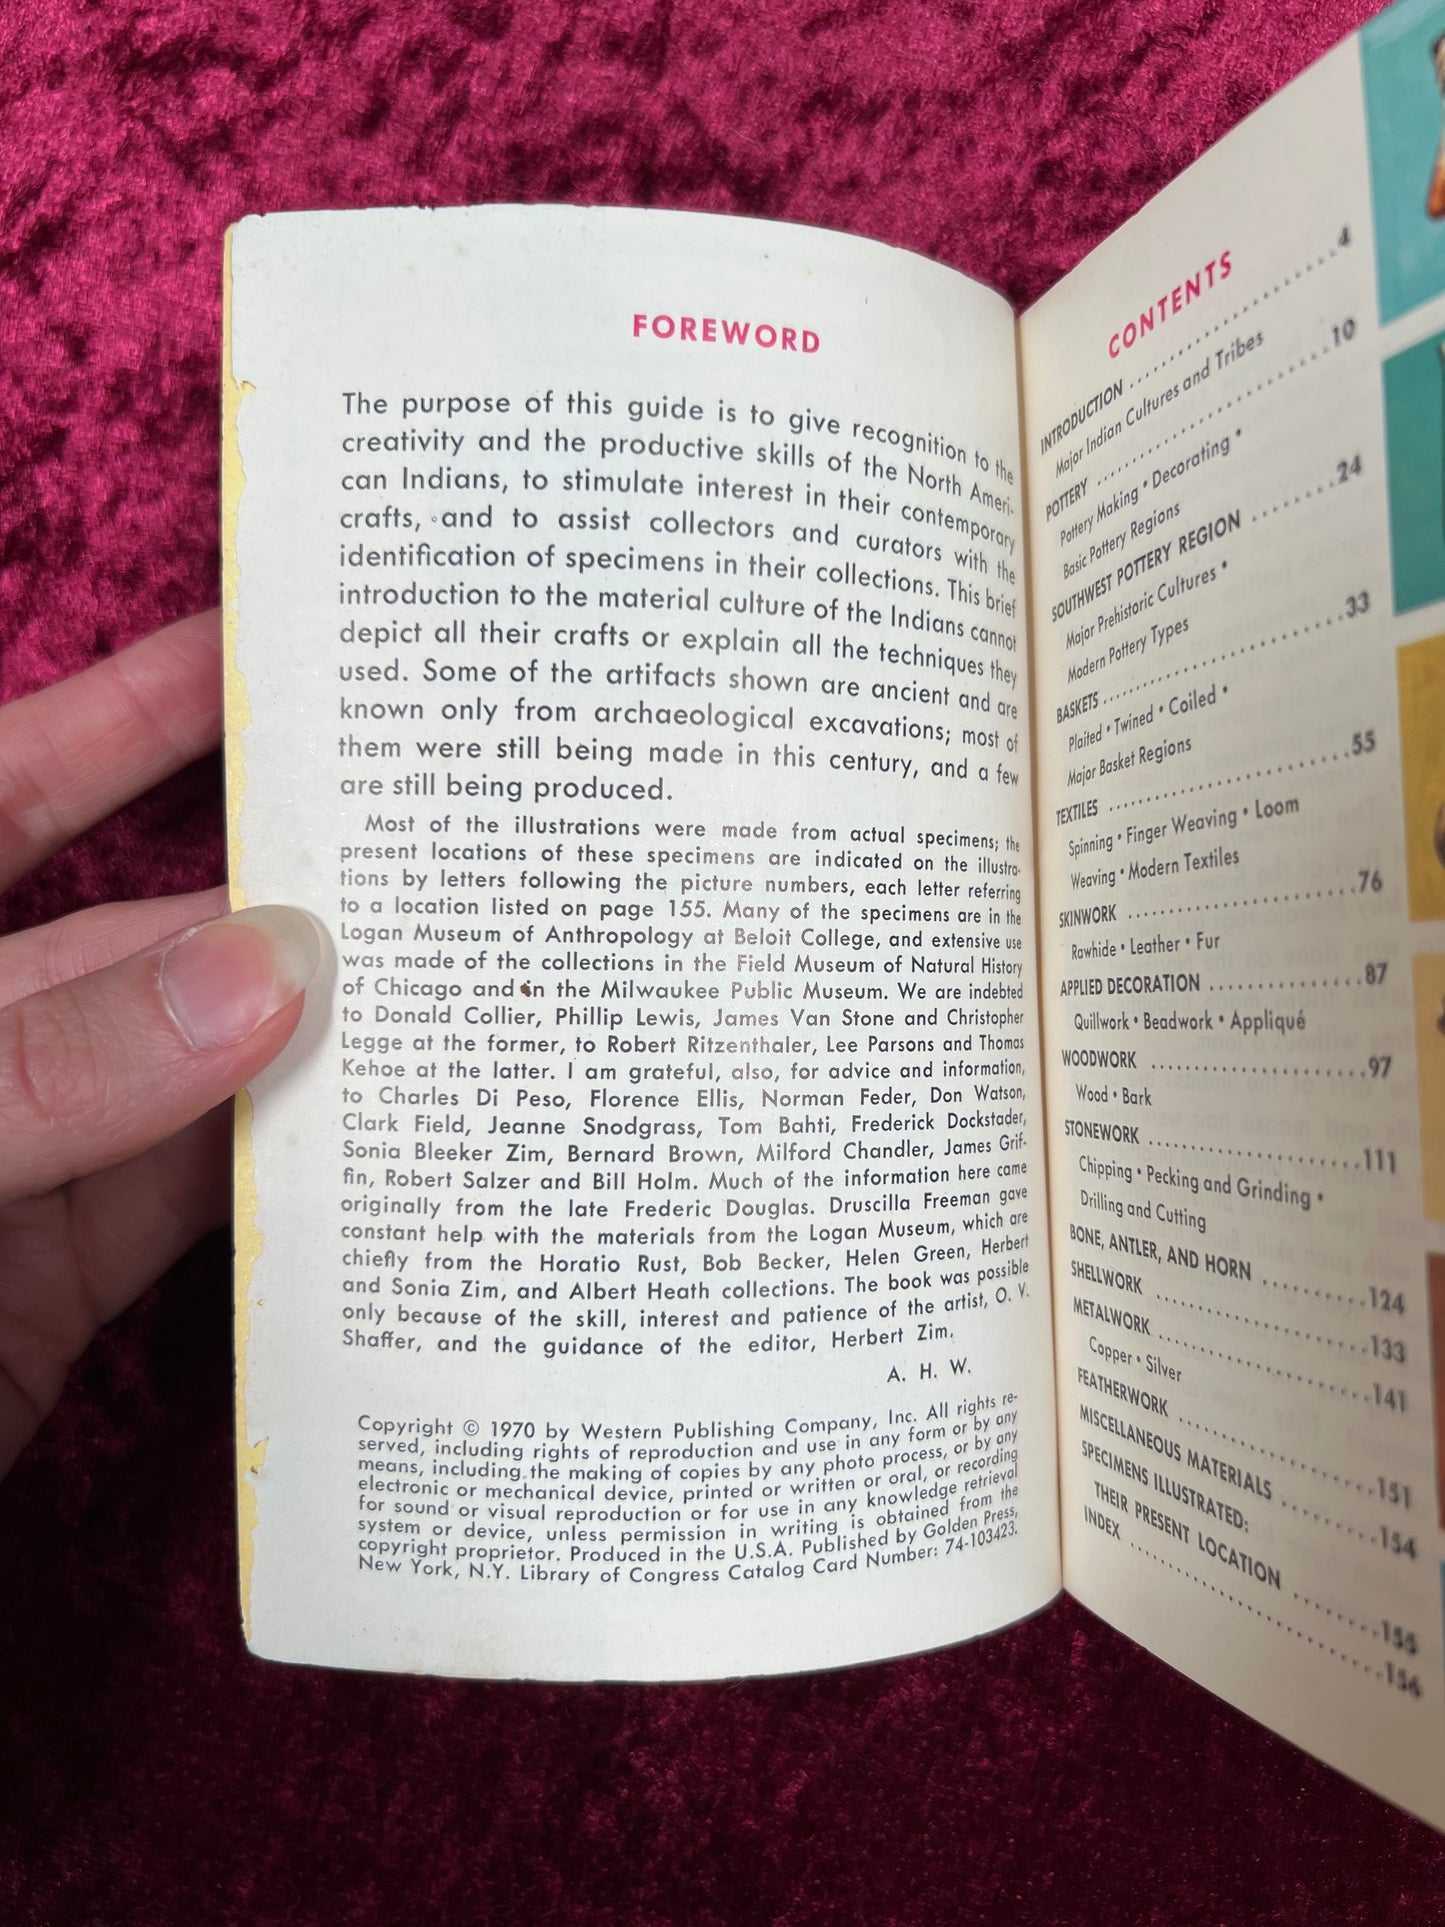 FOREWORD
The purpose of this guide is to give recognition to the
creativity and the productive skills of the North Ameri-
can Indians, to stimulate interest in their contemporary
crafts, and to assist collectors and curators with the
identification of specimens in their collections. This brief
introduction to the material culture of the Indians cannot
depict all their crafts or explain all the techniques they
used. Some of the artifacts shown are ancient and are
known only from archaeological excavations; most of
them were still being made in this century, and a few
are still being produced.
Most of the illustrations were made from actual specimens; the
present locations of these specimens are indicated on the illustra-
tions by letters following the picture numbers, each letter referring
to a location listed on page 155. Many of the specimens are in the
Logan Museum of Anthropology at Beloit College, and extensive use
was made of the collections in the Field Museum of Natural History
of Chicago and in the Milwaukee Public Museum. We are indebted
to Donald Collier, Phillip Lewis, James Van Stone and Christopher
Legge at the former, to Robert Ritzenthaler, Lee Parsons and Thomas
Kehoe at the latter. I am grateful, also, for advice and information,
to Charles Di Peso, Florence Ellis, Norman Feder, Don Watson,
Clark Field, Jeanne Snodgrass, Tom Bahti, Frederick Dockstader,
Sonia Bleeker Zim, Bernard Brown, Milford Chandler, James Grif-
fin, Robert Salzer and Bill Holm. Much of the information here came
originally from the late Frederic Douglas. Druscilla Freeman gave
constant help with the materials from the Logan Museum, which are
chiefly from the Horatio Rust, Bob Becker, Helen Green, Herbert
and Sonia Zim, and Albert Heath collections. The book was possible
only because of the skill, interest and patience of the artist, O. V.
Shaffer, and the guidance of the editor, Herbert Zim.
A. H. W.
Copyright © 1970 by Western Publishing Company, Inc. All rights re-
served, including rights of reproduction and use in any form or by any
means, including the making of copies by any photo process, or by any
electronic or mechanical device, printed or written or oral, or recording
for sound or visual reproduction or for use in any knowledge retrieval
system or device, unless permission in writing is obtained from the
copyright proprietor. Produced in the U.S.A. Published by Golden Press,
New York, N.Y. Library of Congress Catalog Card Number: 74-103423.
CONTENTS
INTRODUCTION ..................... 4
Major Indian Cultures and Tribes
POTTERY ..................... 10
Pottery Making • Decorating •
Basic Pottery Regions
SOUTHWEST POTTERY REGION ....... 24
Major Prehistoric Cultures •
Modern Pottery Types
BASKETS ..................... 33
Plaited • Twined • Coiled •
Major Basket Regions
TEXTILES ..................... 55
Spinning • Finger Weaving • Loom
Weaving • Modern Textiles
SKINWORK ..................... 76
Rawhide • Leather • Fur
APPLIED DECORATION ............. 87
Quillwork • Beadwork • Appliqué
WOODWORK ..................... 97
Wood • Bark
STONEWORK ..................... 111
Chipping • Pecking and Grinding •
Drilling and Cutting
BONE, ANTLER, AND HORN ......... 124
SHELLWORK ..................... 133
METALWORK ..................... 141
Copper • Silver
FEATHERWORK ..................... 151
MISCELLANEOUS MATERIALS ......... 154
SPECIMENS ILLUSTRATED:
THEIR PRESENT LOCATION ......... 155
INDEX ..................... 156